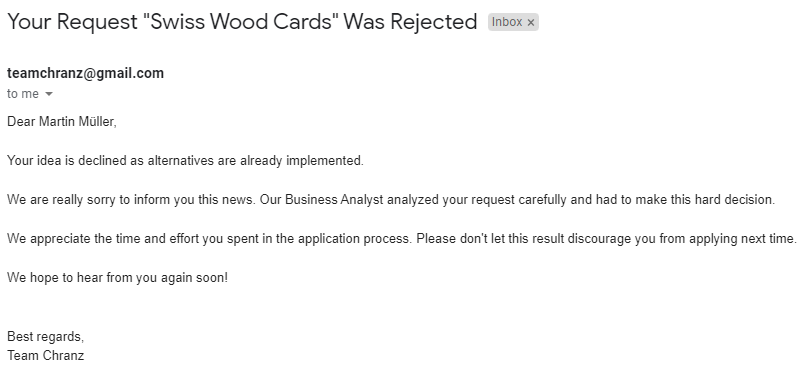 Your Request "Swiss Wood Cards" Was Rejected Inbox x
teamchranz@gmail.com
to me
Dear Martin Müller,
Your idea is declined as alternatives are already implemented.
We are really sorry to inform you this news. Our Business Analyst analyzed your request carefully and had to make this hard decision.
We appreciate the time and effort you spent in the application process. Please don't let this result discourage you from applying next time.
We hope to hear from you again soon!
Best regards,
Team Chranz